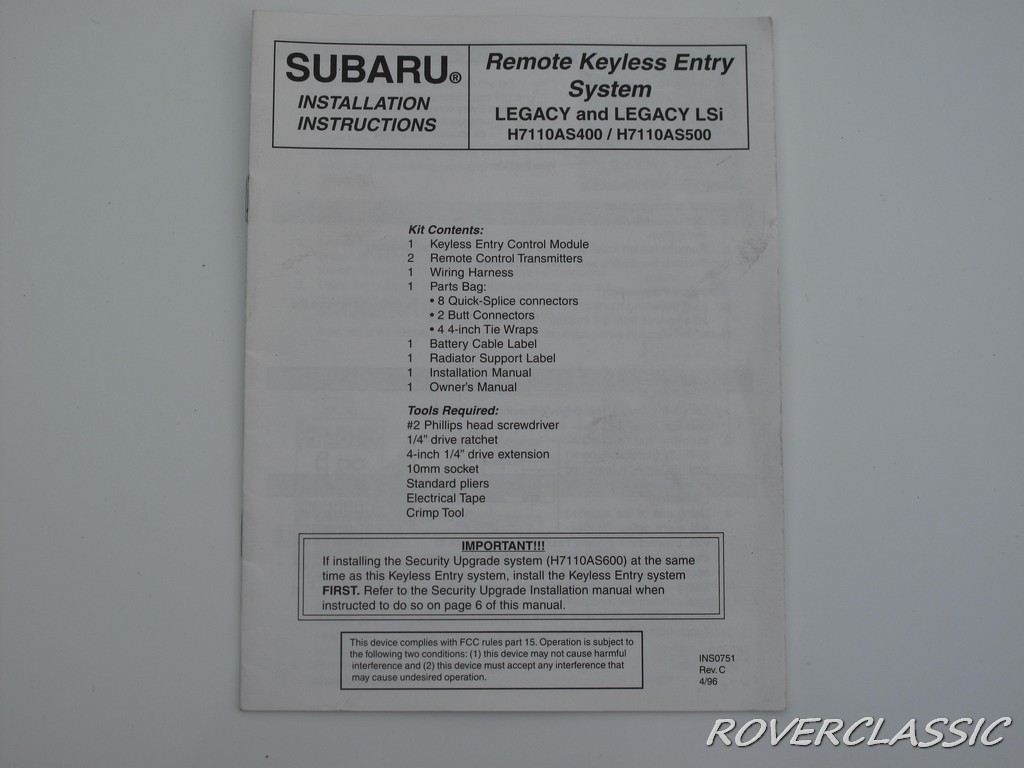 SUBARU®
INSTALLATION
INSTRUCTIONS
Remote Keyless Entry
System
LEGACY and LEGACY LSi
H7110AS400 / H7110AS500
Kit Contents:
1 Keyless Entry Control Module
2 Remote Control Transmitters
1 Wiring Harness
1 Parts Bag:
• 8 Quick-Splice connectors
• 2 Butt Connectors
• 4 4-inch Tie Wraps
1 Battery Cable Label
1 Radiator Support Label
1 Installation Manual
1 Owner's Manual
Tools Required:
#2 Phillips head screwdriver
1/4" drive ratchet
4-inch 1/4" drive extension
10mm socket
Standard pliers
Electrical Tape
Crimp Tool
IMPORTANT!!!
If installing the Security Upgrade system (H7110AS600) at the same
time as this Keyless Entry system, install the Keyless Entry system
FIRST. Refer to the Security Upgrade Installation manual when
instructed to do so on page 6 of this manual.
This device complies with FCC rules part 15. Operation is subject to
the following two conditions: (1) this device may not cause harmful
interference and (2) this device must accept any interference that
may cause undesired operation.
INS0751
Rev. C
4/96
ROVERCLASSIC